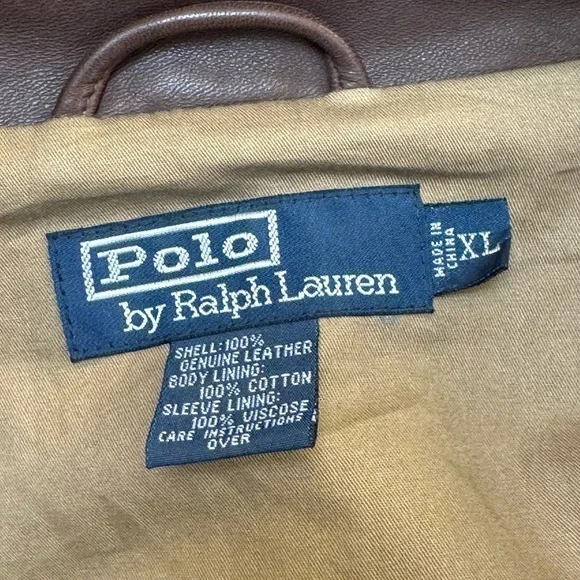 Polo
by Ralph Lauren
MADE IN
CHINA
XL
SHELL:100%
GENUINE LEATHER
BODY LINING:
100% COTTON
SLEEVE LINING:
100% VISCOSE
CARE INSTRUCTIONS
OVER